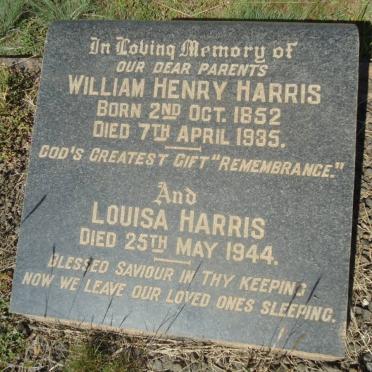 In Loving Memory of
OUR DEAR PARENTS
WILLIAM HENRY HARRIS
BORN 2ND OCT. 1852
DIED 7TH APRIL 1935.
GOD'S GREATEST GIFT "REMEMBRANCE."
And
LOUISA HARRIS
DIED 25TH MAY 1944.
BLESSED SAVIOUR IN THY KEEPING
NOW WE LEAVE OUR LOVED ONES SLEEPING.